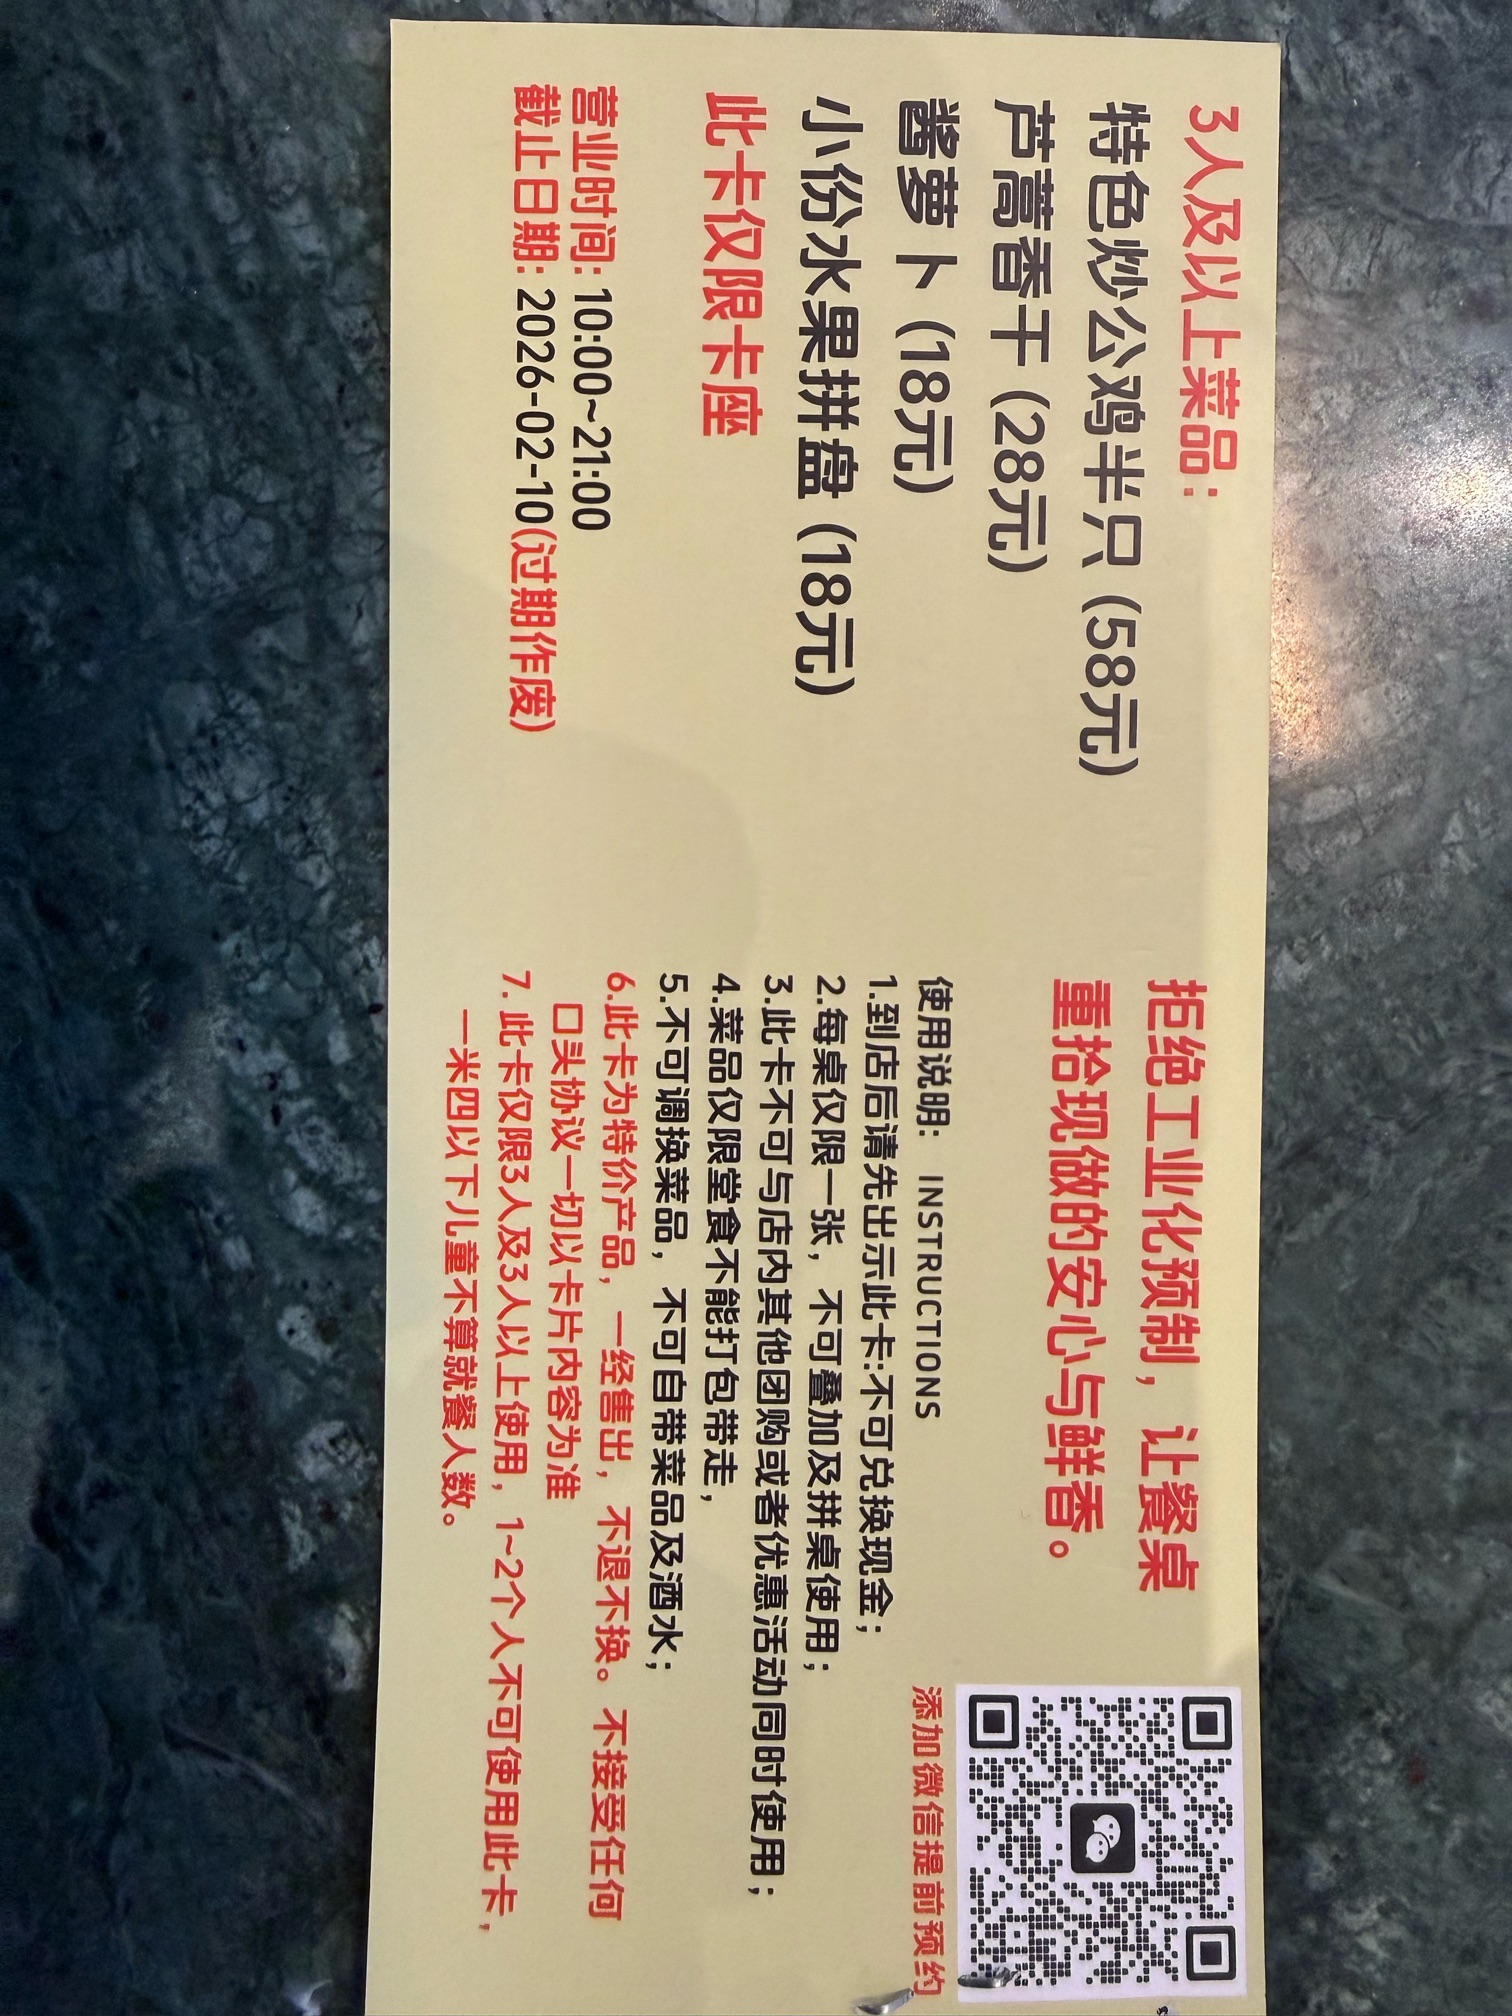 3人及以上菜品:
特色炒公鸡半只 (58元)
芦蒿香干 (28元)
酱萝卜 (18元)
小份水果拼盘 (18元)
此卡仅限卡座
营业时间: 10:00~21:00
截止日期: 2026-02-10(过期作废)
拒绝工业化预制，让餐桌
重拾现做的安心与鲜香。
使用说明: INSTRUCTIONS
1.到店后请先出示此卡:不可兑换现金；
2.每桌仅限一张，不可叠加及拼桌使用；
3.此卡不可与店内其他团购或者优惠活动同时使用；
4.菜品仅限堂食不能打包带走，
5.不可调换菜品，不可自带菜品及酒水；
6.此卡为特价产品，一经售出，不退不换。不接受任何
口头协议一切以卡片内容为准
7. 此卡仅限3人及3人以上使用，1~2个人不可使用此卡，
一米四以下儿童不算就餐人数。
添加微信提前预约